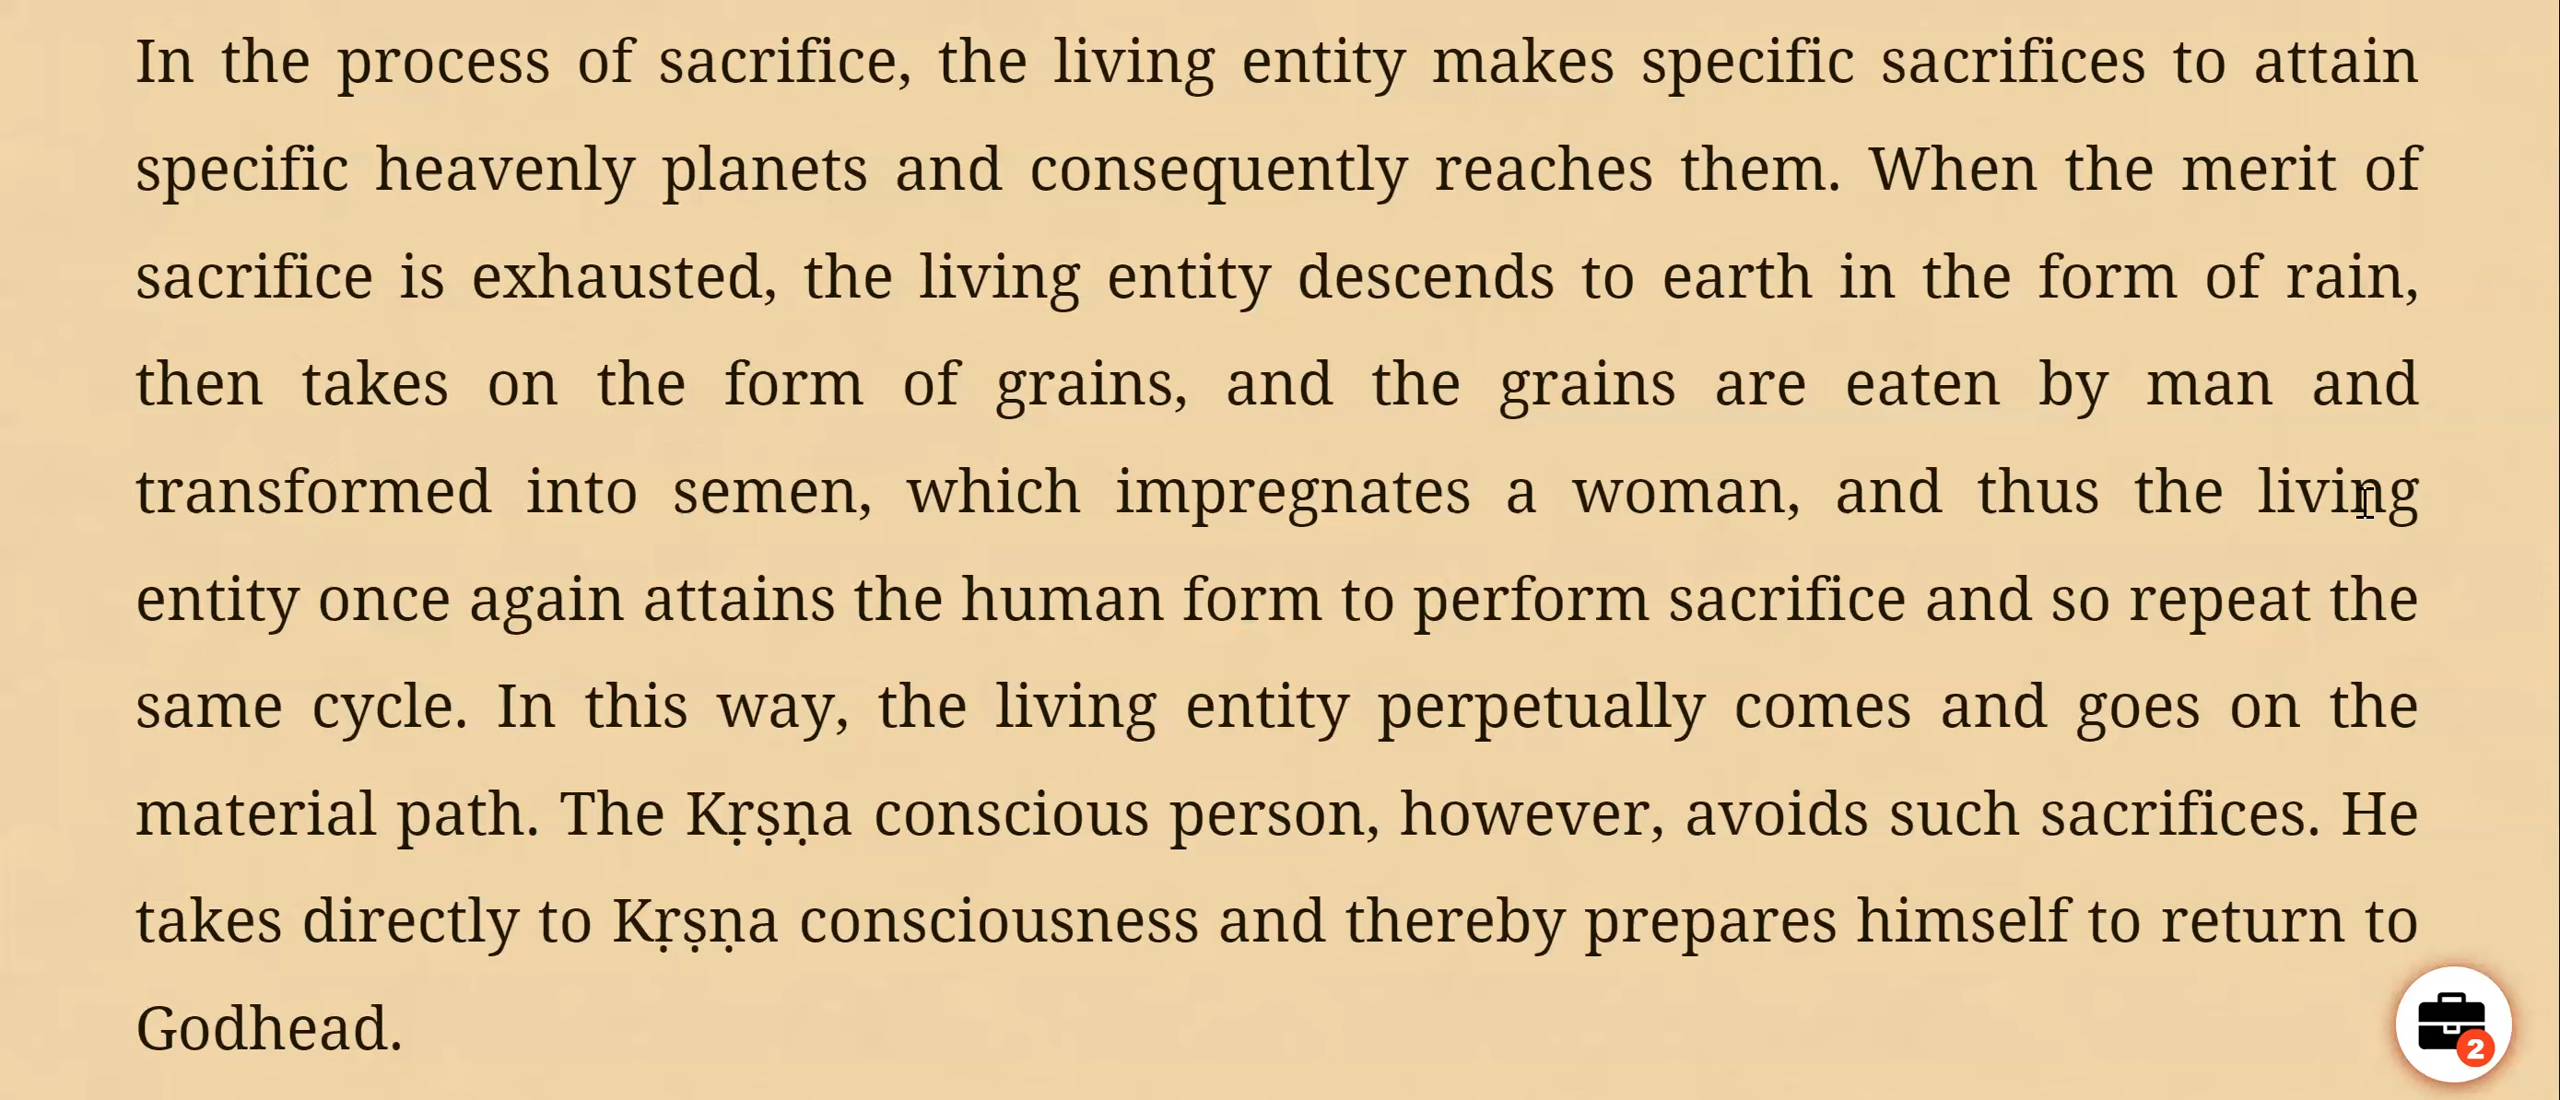 In the process of sacrifice, the living entity makes specific sacrifices to attain
specific heavenly planets and consequently reaches them. When the merit of
sacrifice is exhausted, the living entity descends to earth in the form of rain,
then takes on the form of grains, and the grains are eaten by man and
transformed into semen, which impregnates a woman, and thus the living
entity once again attains the human form to perform sacrifice and so repeat the
same cycle. In this way, the living entity perpetually comes and goes on the
material path. The Kṛṣṇa conscious person, however, avoids such sacrifices. He
takes directly to Kṛṣṇa consciousness and thereby prepares himself to return to
Godhead.
2